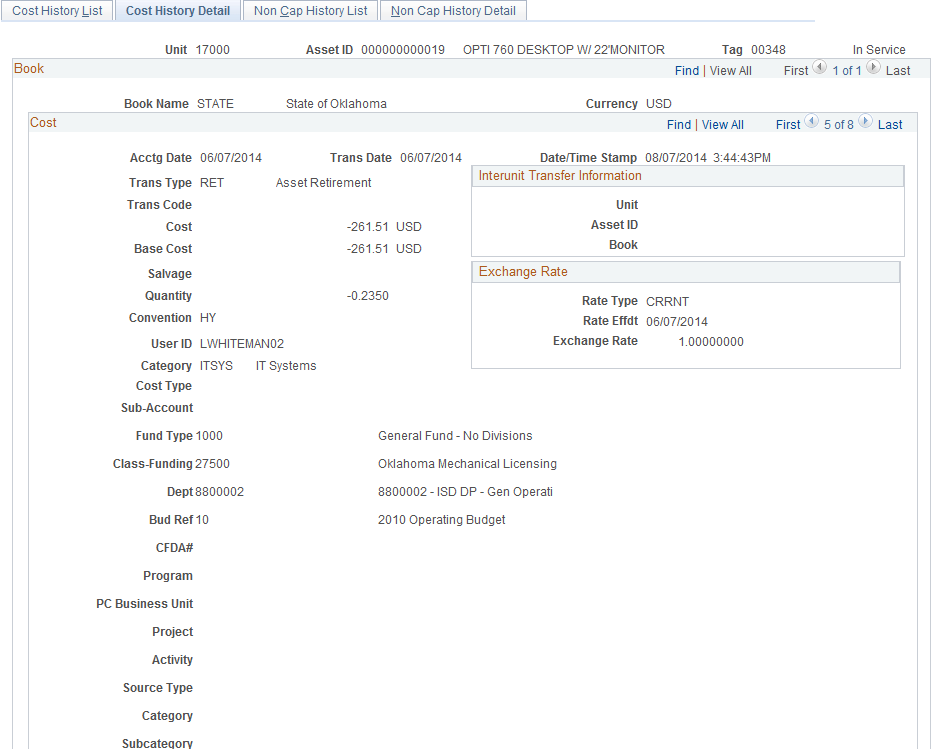 Cost History List Cost History Detail Non Cap History List Non Cap History Detail
Unit 17000 Asset ID 000000000019 OPTI 760 DESKTOP W/ 22'MONITOR Tag 00348 In Service
Book Find | View All First 1 of 1 Last
Book Name STATE State of Oklahoma Currency USD
Cost Find | View All First 5 of 8 Last
Acctg Date 06/07/2014 Trans Date 06/07/2014 Date/Time Stamp 08/07/2014 3:44:43PM
Trans Type RET Asset Retirement
Trans Code
Cost -261.51 USD
Base Cost -261.51 USD
Salvage
Quantity -0.2350
Convention HY
User ID LWHITEMAN02
Category ITSYS IT Systems
Cost Type
Sub-Account
Interunit Transfer Information
Unit
Asset ID
Book
Exchange Rate
Rate Type CRRNT
Rate Effdt 06/07/2014
Exchange Rate 1.00000000
Fund Type 1000 General Fund - No Divisions
Class-Funding 27500 Oklahoma Mechanical Licensing
Dept 8800002 8800002 - ISD DP - Gen Operati
Bud Ref 10 2010 Operating Budget
CFDA#
Program
PC Business Unit
Project
Activity
Source Type
Category
Subcategory